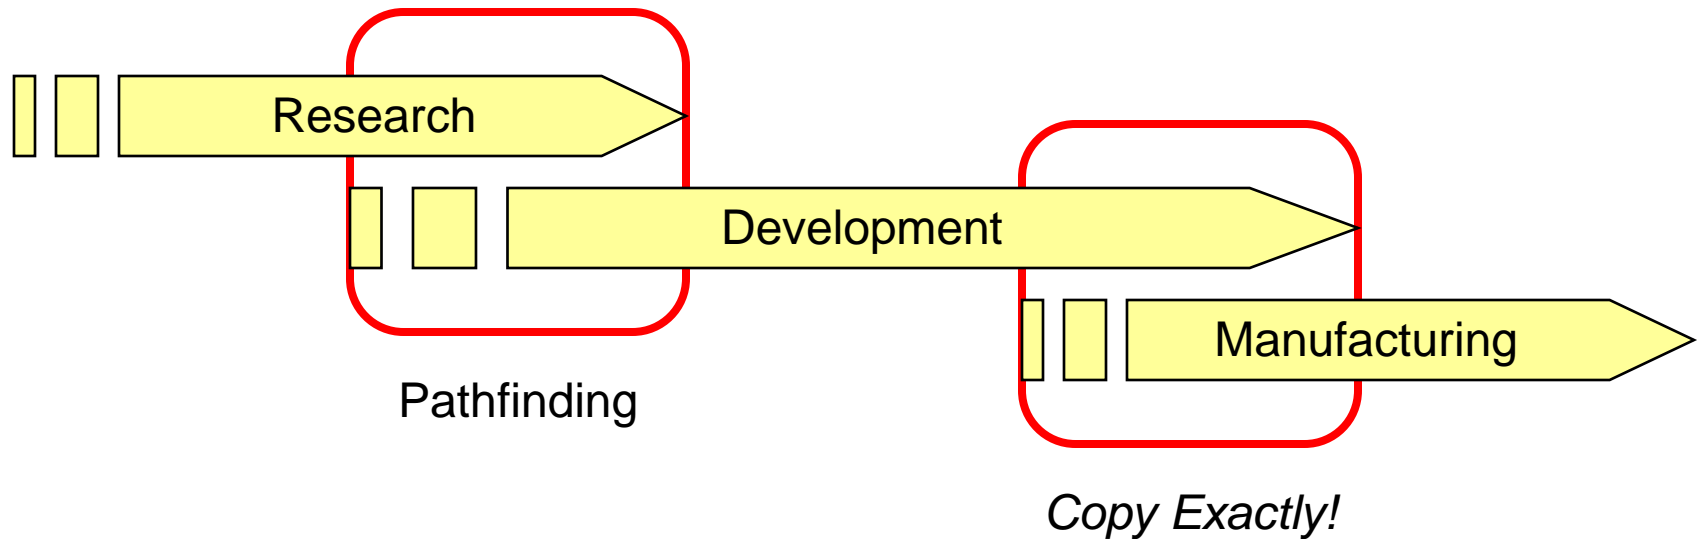 Research
Development
Manufacturing
Pathfinding
Copy Exactly!